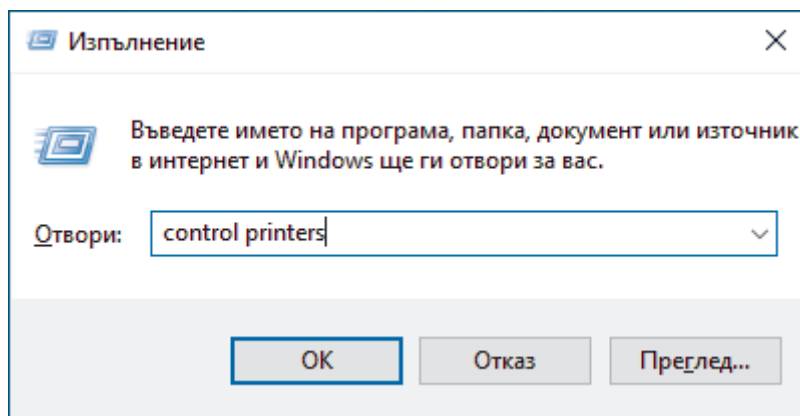 Изпълнение
Въведете името на програма, папка, документ или източник
в интернет и Windows ще ги отвори за вас.
Отвори: control printers
OK Отказ Преглед...